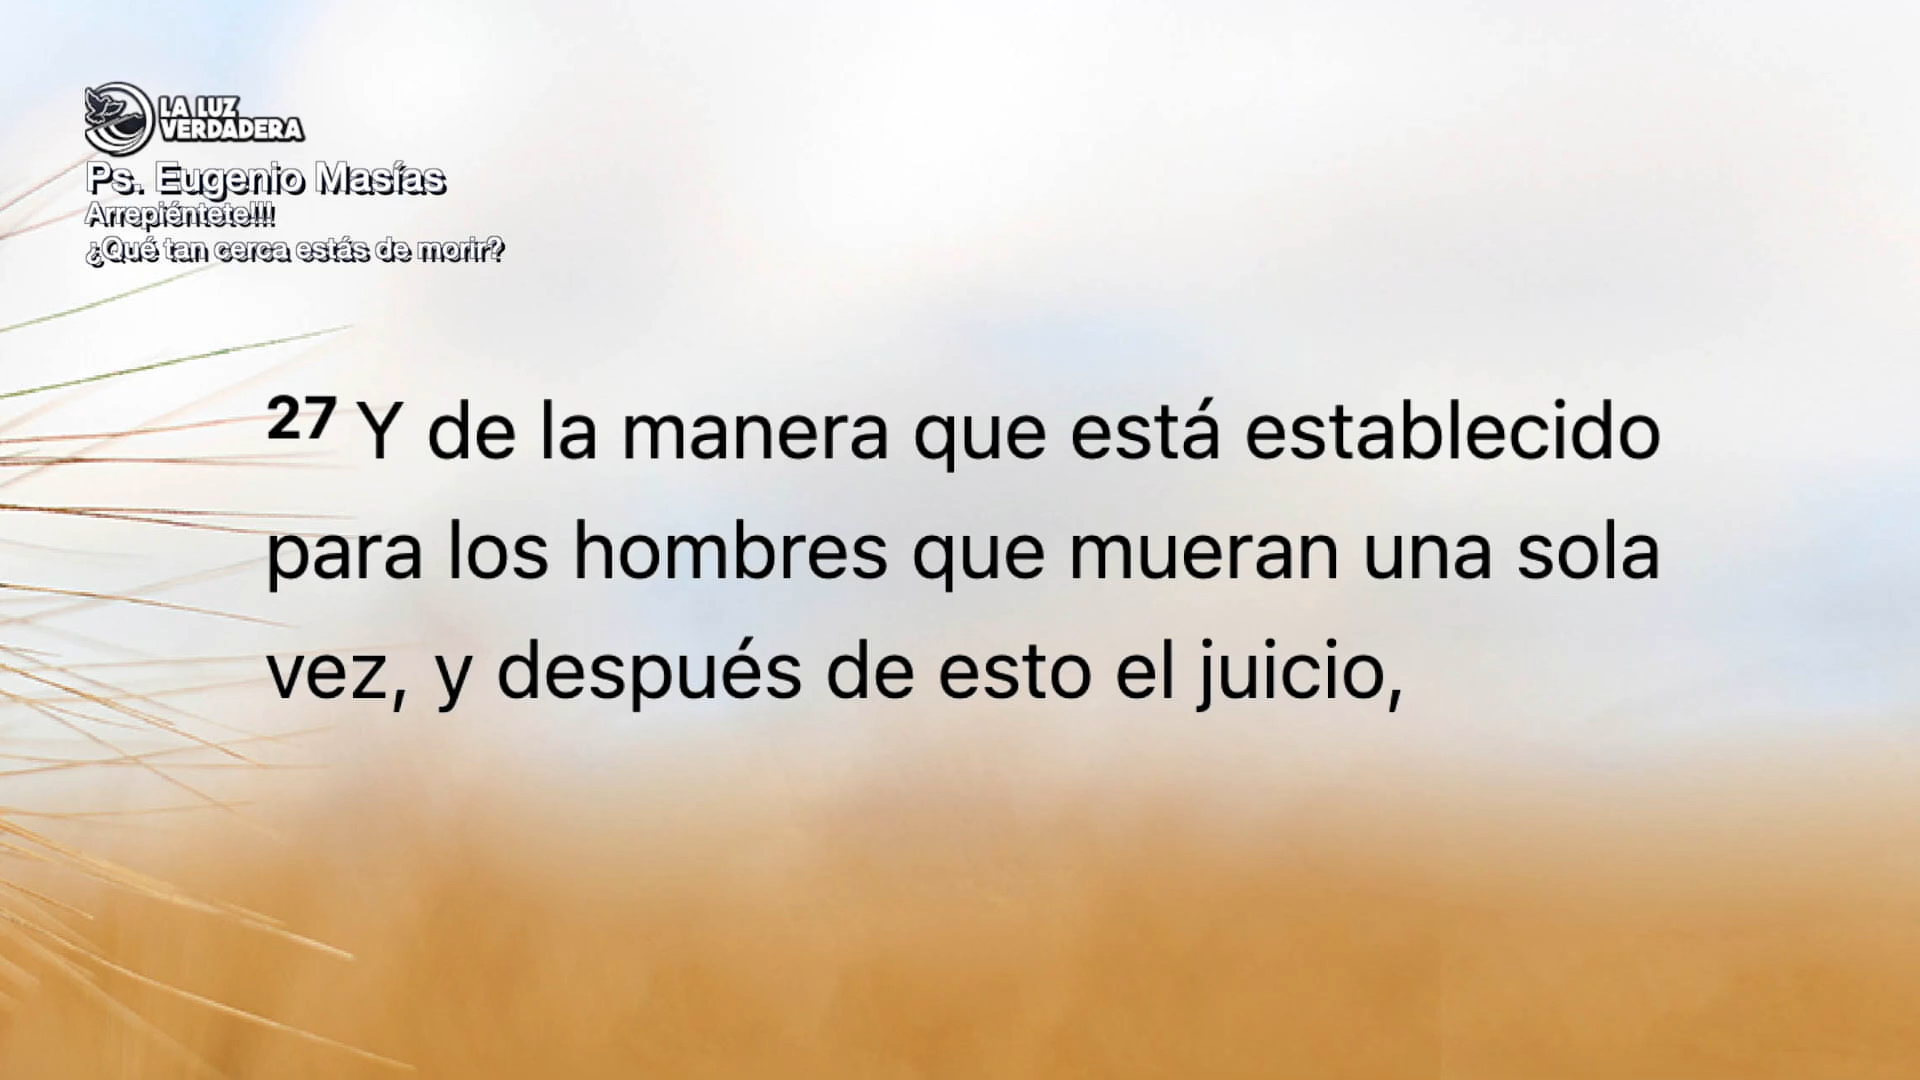 LA LUZ
VERDADERA
Ps. Eugenio Masías
Arrepiéntete!!!
¿Qué tan cerca estás de morir?
27 Y de la manera que está establecido
para los hombres que mueran una sola
vez, y después de esto el juicio,